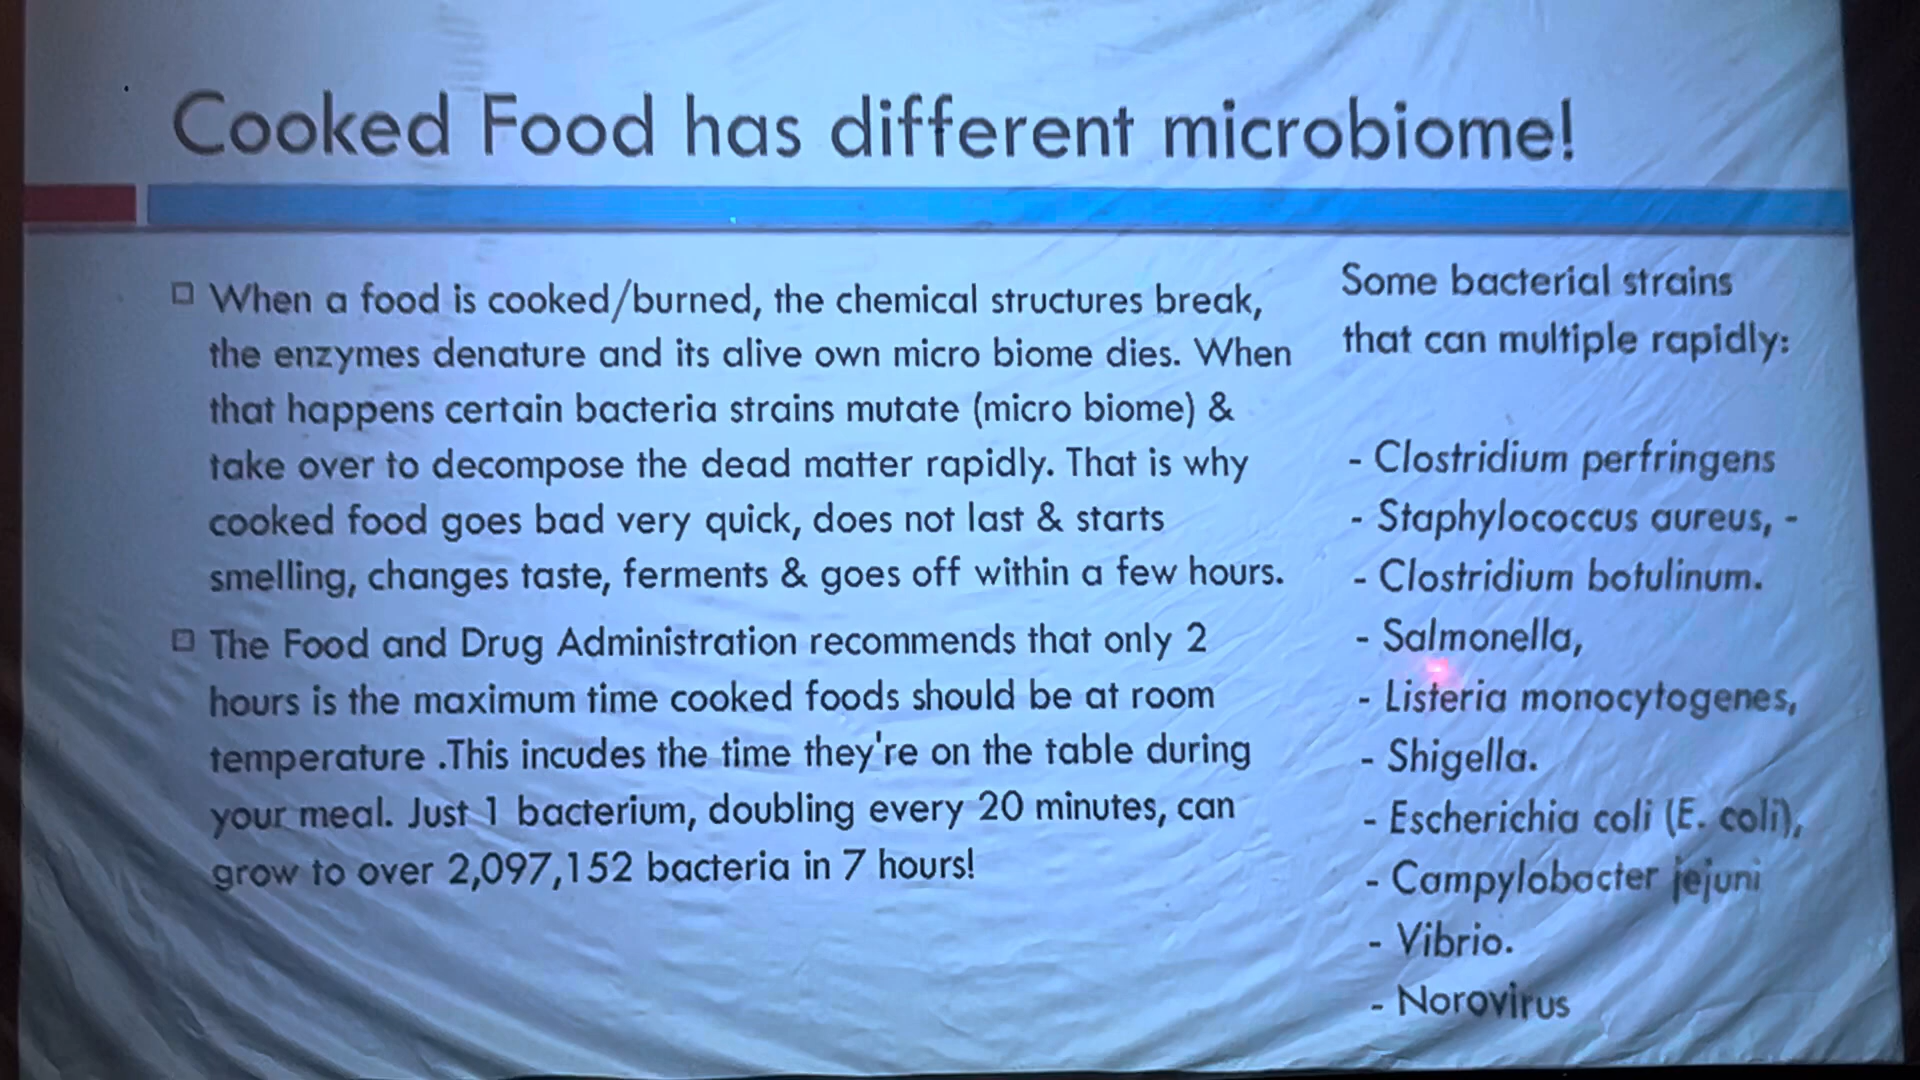 Cooked Food has different microbiome!
When a food is cooked/burned, the chemical structures break,
the enzymes denature and its alive own micro biome dies. When
that happens certain bacteria strains mutate (micro biome) &
take over to decompose the dead matter rapidly. That is why
cooked food goes bad very quick, does not last & starts
smelling, changes taste, ferments & goes off within a few hours.
The Food and Drug Administration recommends that only 2
hours is the maximum time cooked foods should be at room
temperature .This incudes the time they're on the table during
your meal. Just 1 bacterium, doubling every 20 minutes, can
grow to over 2,097,152 bacteria in 7 hours!
Some bacterial strains
that can multiple rapidly:
- Clostridium perfringens
- Staphylococcus aureus, -
- Clostridium botulinum.
- Salmonella,
- Listeria monocytogenes,
- Shigella.
- Escherichia coli (E. coli),
- Campylobacter jejuni
- Vibrio.
- Norovirus